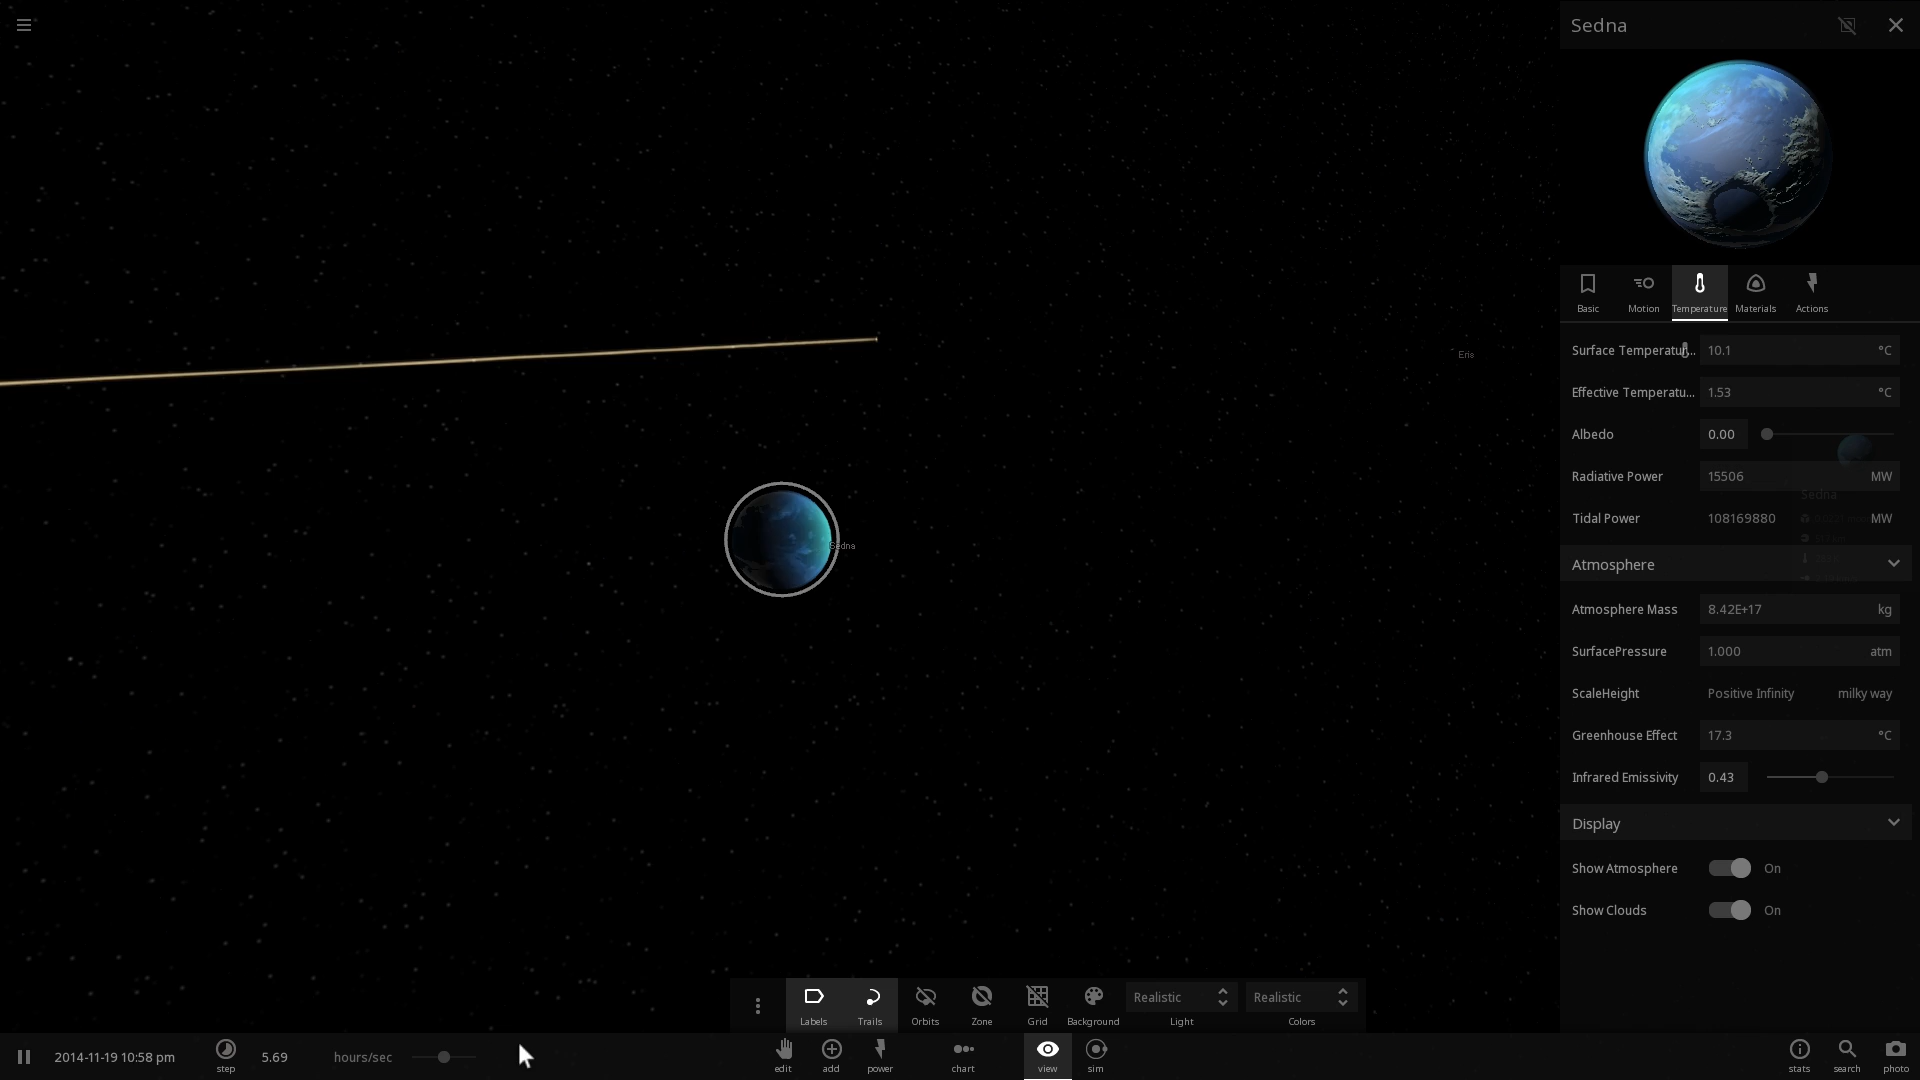 Sedna
Basic
Motion
Temperature
Materials
Actions
Surface Temperatur...
10.1
°C
Effective Temperatu...
1.53
°C
Albedo
0.00
Radiative Power
15506
MW
Sedna
Tidal Power
108169880
MW
Atmosphere
Atmosphere Mass
8.42E+17
kg
SurfacePressure
1.000
atm
ScaleHeight
Positive Infinity
milky way
Greenhouse Effect
17.3
°C
Infrared Emissivity
0.43
Display
Show Atmosphere
On
Show Clouds
On
Eris
Sedna
Labels
Trails
Orbits
Zone
Grid
Background
Realistic
Light
Realistic
Colors
2014-11-19 10:58 pm
step
5.69
hours/sec
edit
add
power
chart
view
sim
stats
search
photo